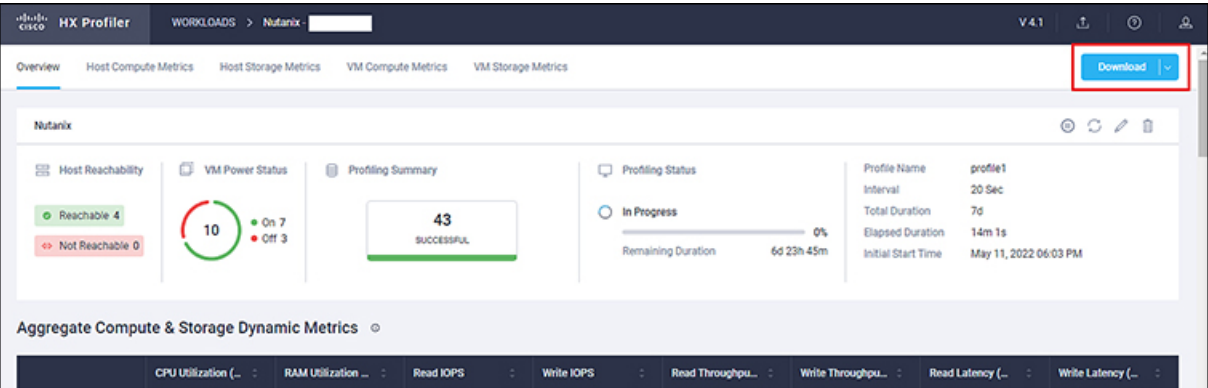 cisco HX Profiler WORKLOADS > Nutanix - V 4.1
Overview Host Compute Metrics Host Storage Metrics VM Compute Metrics VM Storage Metrics Download
Nutanix
Host Reachability
Reachable 4
Not Reachable 0
VM Power Status
10
On 7
Off 3
Profiling Summary
43
SUCCESSFUL
Profiling Status
In Progress
0%
Remaining Duration 6d 23h 45m
Profile Name profile1
Interval 20 Sec
Total Duration 7d
Elapsed Duration 14m 1s
Initial Start Time May 11, 2022 06:03 PM
Aggregate Compute & Storage Dynamic Metrics
CPU Utilization (... RAM Utilization ... Read IOPS Write IOPS Read Throughpu... Write Throughpu... Read Latency (... Write Latency (...